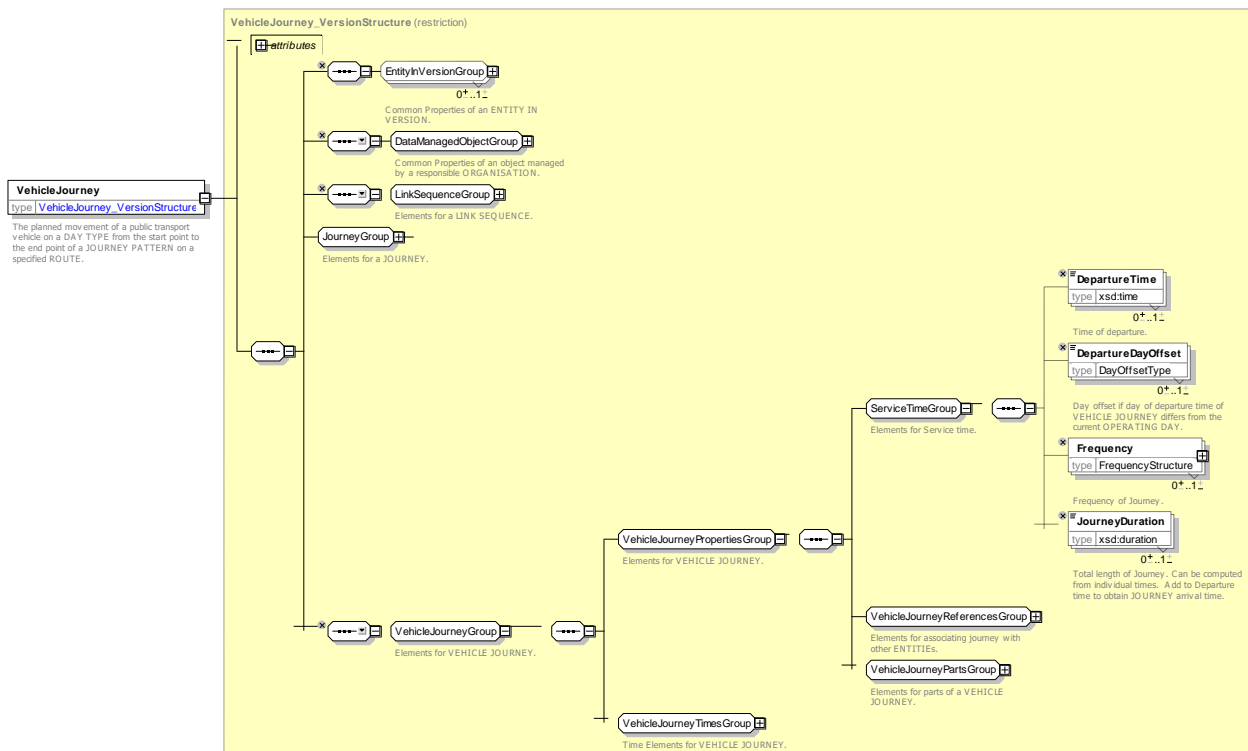 VehicleJourney_VersionStructure (restriction)
attributes
EntityInVersionGroup
0..1
Common Properties of an ENTITY IN
VERSION.
DataManagedObjectGroup
Common Properties of an object managed
by a responsible ORGANISATION.
VehicleJourney
type VehicleJourney_VersionStructure
The planned movement of a public transport
vehicle on a DAY TYPE from the start point to
the end point of a JOURNEY PATTERN on a
specified ROUTE.
LinkSequenceGroup
Elements for a LINK SEQUENCE.
JourneyGroup
Elements for a JOURNEY.
DepartureTime
type xsd:time
0..1
Time of departure.
DepartureDayOffset
type DayOffsetType
0..1
Day offset if day of departure time of
VEHICLE JOURNEY differs from the
current OPERATING DAY.
ServiceTimeGroup
Elements for Service time.
Frequency
type FrequencyStructure
0..1
Frequency of Journey.
JourneyDuration
type xsd:duration
0..1
Total length of Journey. Can be computed
from individual times. Add to Departure
time to obtain JOURNEY arrival time.
VehicleJourneyPropertiesGroup
Elements for VEHICLE JOURNEY.
VehicleJourneyReferencesGroup
Elements for associating journey with
other ENTITIEs.
VehicleJourneyGroup
Elements for VEHICLE JOURNEY.
VehicleJourneyPartsGroup
Elements for parts of a VEHICLE
JOURNEY.
VehicleJourneyTimesGroup
Time Elements for VEHICLE JOURNEY.